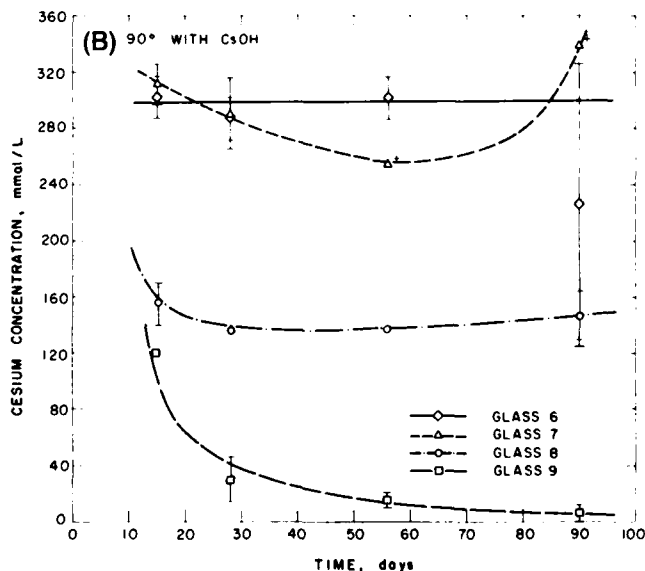 (B) 90° WITH CsOH
CESIUM CONCENTRATION, mmol/L
360
320
280
240
200
160
120
80
40
0
GLASS 6
GLASS 7
GLASS 8
GLASS 9
0 10 20 30 40 50 60 70 80 90 100
TIME, days